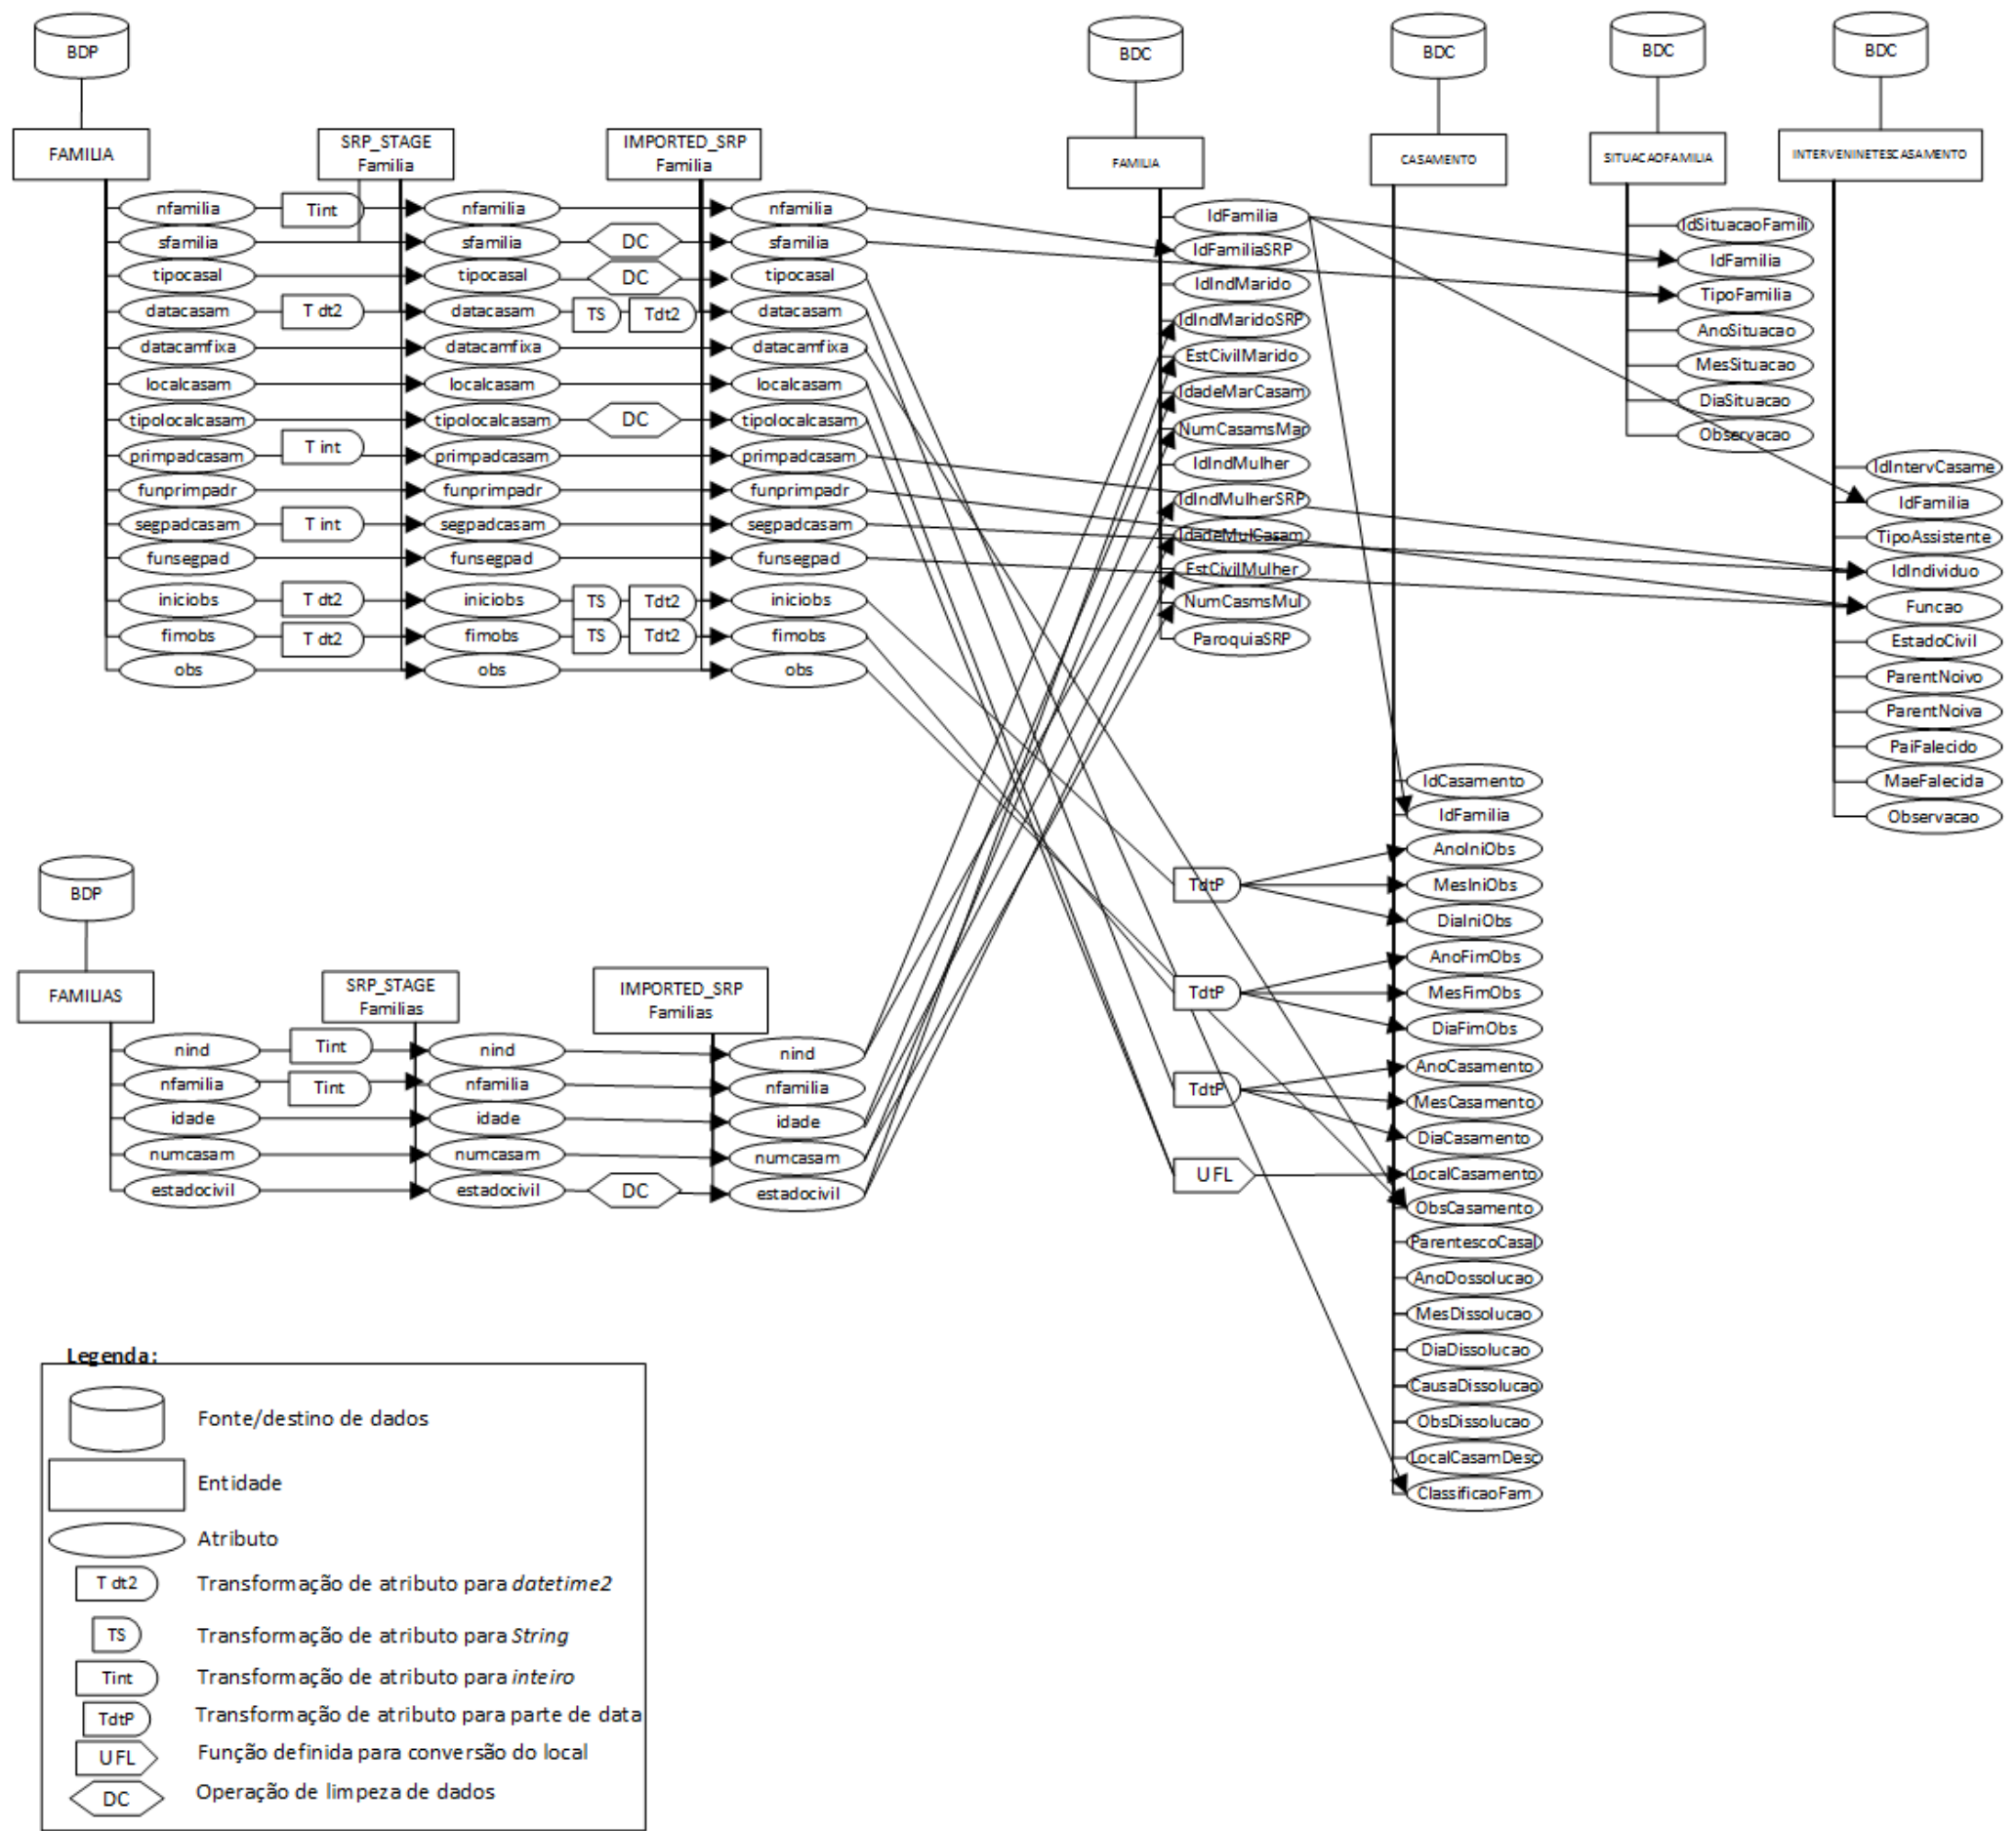 BDP
FAMILIA
nfamilia
sfamilia
tipocasal
datacasam
datacamfixa
localcasam
tipolocalcasam
primpadcasam
funprimpadr
segpadcasam
funsegpad
iniciobs
fimobs
obs
Tint
T dt2
T int
T int
T dt2
T dt2
SRP_STAGE
Familia
nfamilia
sfamilia
tipocasal
datacasam
datacamfixa
localcasam
tipolocalcasam
primpadcasam
funprimpadr
segpadcasam
funsegpad
iniciobs
fimobs
obs
DC
DC
TS
Tdt2
DC
TS
Tdt2
TS
Tdt2
IMPORTED_SRP
Familia
nfamilia
sfamilia
tipocasal
datacasam
datacamfixa
localcasam
tipolocalcasam
primpadcasam
funprimpadr
segpadcasam
funsegpad
iniciobs
fimobs
obs
BDC
FAMILIA
IdFamilia
IdFamiliaSRP
IdIndMarido
IdIndMaridoSRP
EstCivilMarido
IdadeMarCasam
NumCasamsMar
IdIndMulher
IdIndMulherSRP
IdadeMulCasam
EstCivilMulher
NumCasmsMul
ParoquiaSRP
BDC
CASAMENTO
IdCasamento
IdFamilia
AnoIniObs
MesIniObs
DiaIniObs
AnoFimObs
MesFimObs
DiaFimObs
AnoCasamento
MesCasamento
DiaCasamento
LocalCasamento
ObsCasamento
ParentescoCasal
AnoDossolucao
MesDissolucao
DiaDissolucao
CausaDissolucao
ObsDissolucao
LocalCasamDesc
ClassificaoFam
TdtP
TdtP
TdtP
UFL
BDC
SITUACAOFAMILIA
IdSituacaoFamili
IdFamilia
TipoFamilia
AnoSituacao
MesSituacao
DiaSituacao
Observacao
BDC
INTERVENINETESCASAMENTO
IdIntervCasame
IdFamilia
TipoAssistente
IdIndividuo
Funcao
EstadoCivil
ParentNoivo
ParentNoiva
PaiFalecido
MaeFalecida
Observacao
BDP
FAMILIAS
nind
nfamilia
idade
numcasam
estadocivil
Tint
Tint
SRP_STAGE
Familias
nind
nfamilia
idade
numcasam
estadocivil
DC
IMPORTED_SRP
Familias
nind
nfamilia
idade
numcasam
estadocivil
Legenda:
Fonte/destino de dados
Entidade
Atributo
T dt2 Transformação de atributo para datetime2
TS Transformação de atributo para String
Tint Transformação de atributo para inteiro
TdtP Transformação de atributo para parte de data
UFL Função definida para conversão do local
DC Operação de limpeza de dados